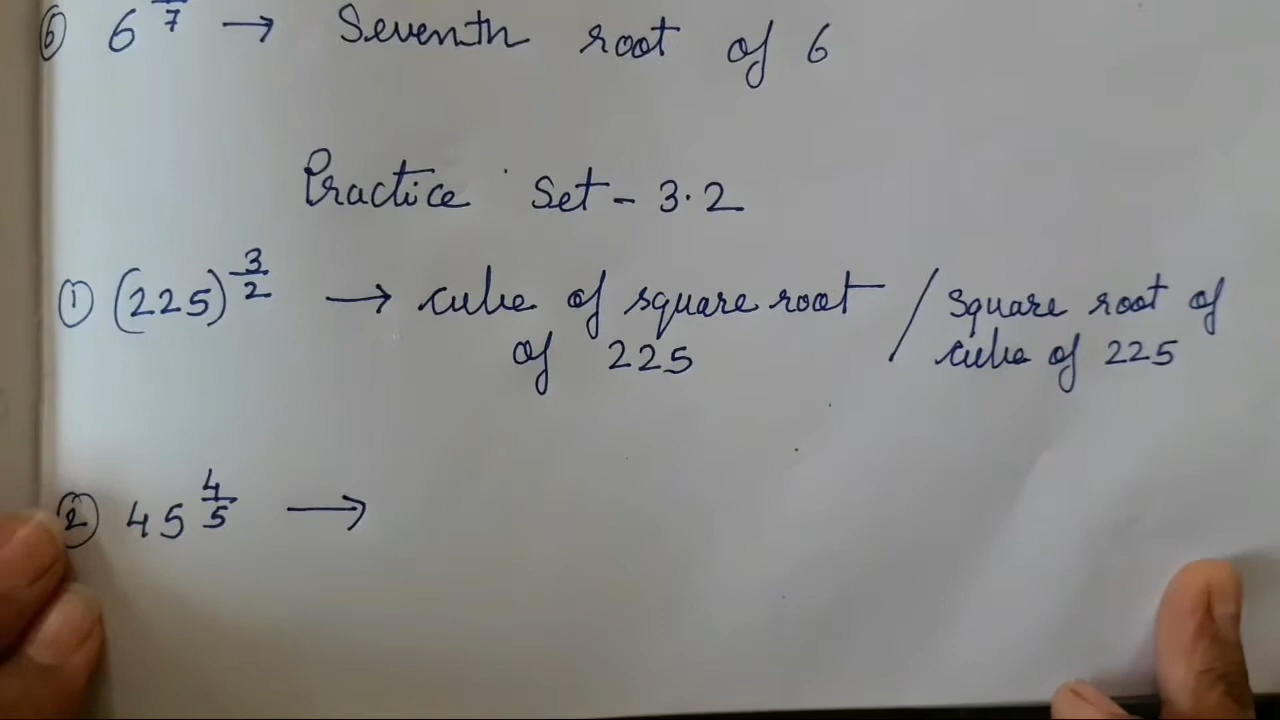 ⑥ 6^{1/7} → Seventh root of 6
Practice Set - 3.2
① (225)^{3/2} → cube of square root / square root of
of 225 cube of 225
② 45^{4/5} →